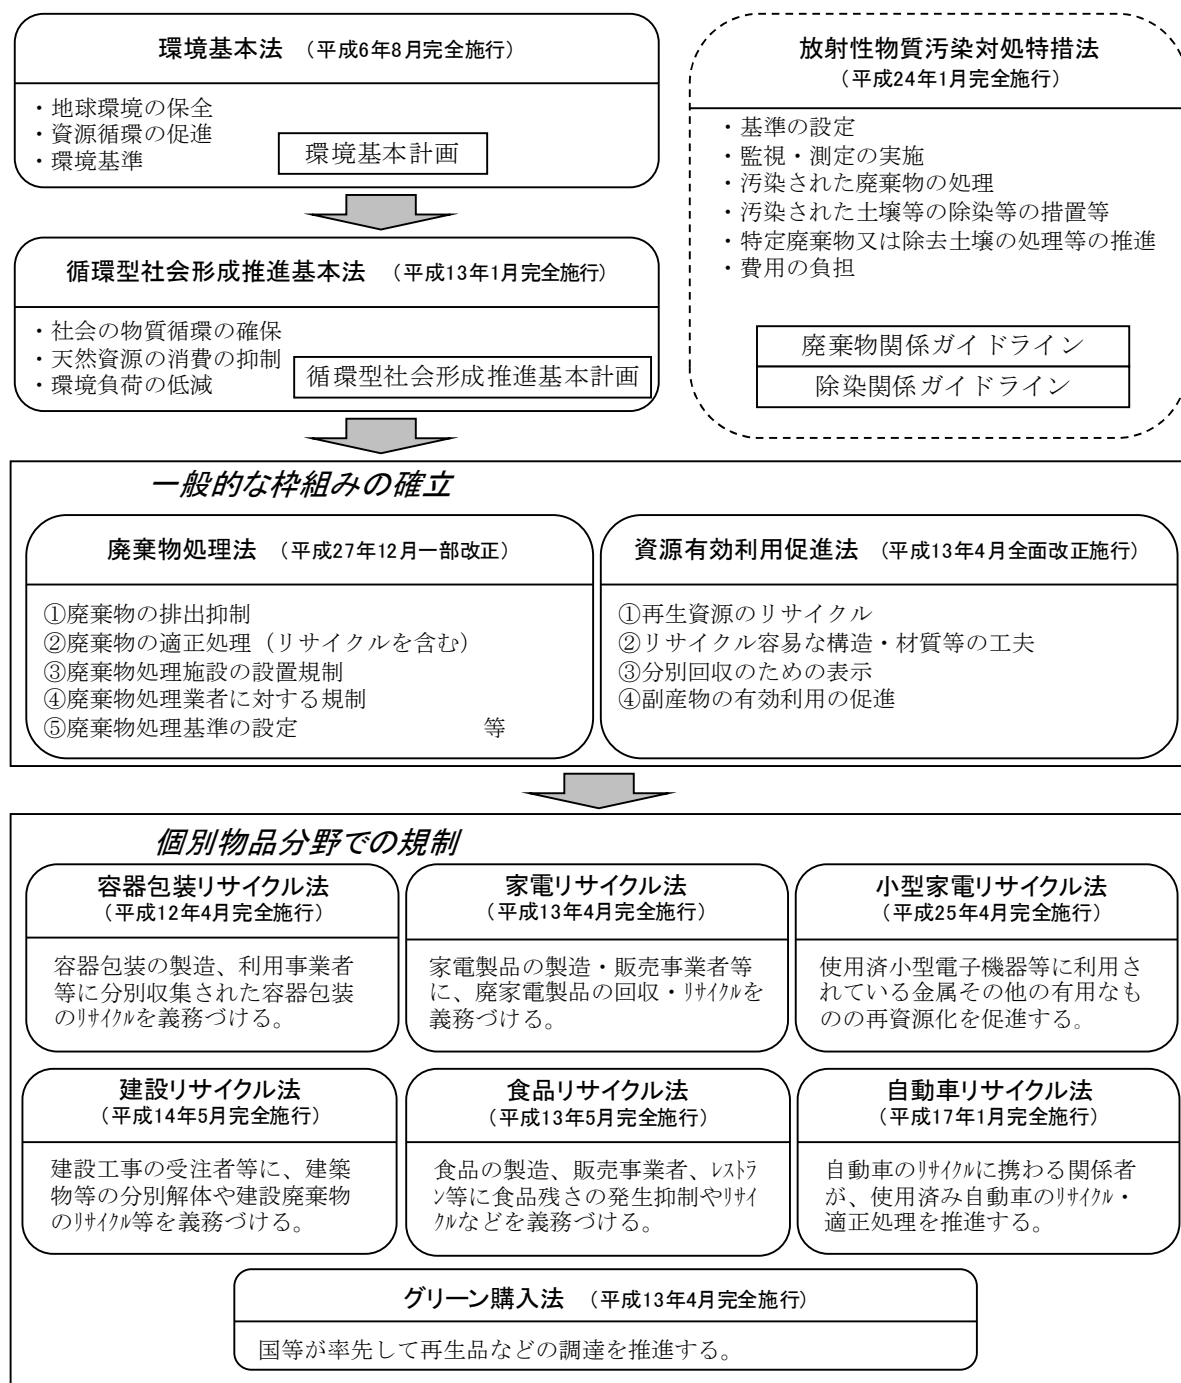 環境基本法 （平成6年8月完全施行）
・地球環境の保全
・資源循環の促進
・環境基準
環境基本計画
循環型社会形成推進基本法 （平成13年1月完全施行）
・社会の物質循環の確保
・天然資源の消費の抑制
・環境負荷の低減
循環型社会形成推進基本計画
放射性物質汚染対処特措法
（平成24年1月完全施行）
・基準の設定
・監視・測定の実施
・汚染された廃棄物の処理
・汚染された土壌等の除染等の措置等
・特定廃棄物又は除去土壌の処理等の推進
・費用の負担
廃棄物関係ガイドライン
除染関係ガイドライン
一般的な枠組みの確立
廃棄物処理法 （平成27年12月一部改正）
①廃棄物の排出抑制
②廃棄物の適正処理（リサイクルを含む）
③廃棄物処理施設の設置規制
④廃棄物処理業者に対する規制
⑤廃棄物処理基準の設定 等
資源有効利用促進法 （平成13年4月全面改正施行）
①再生資源のリサイクル
②リサイクル容易な構造・材質等の工夫
③分別回収のための表示
④副産物の有効利用の促進
個別物品分野での規制
容器包装リサイクル法
（平成12年4月完全施行）
容器包装の製造、利用事業者
等に分別収集された容器包装
のﾘｻｲｸﾙを義務づける。
家電リサイクル法
（平成13年4月完全施行）
家電製品の製造・販売事業者等
に、廃家電製品の回収・ﾘｻｲｸﾙを
義務づける。
小型家電リサイクル法
（平成25年4月完全施行）
使用済小型電子機器等に利用さ
れている金属その他の有用なも
のの再資源化を促進する。
建設リサイクル法
（平成14年5月完全施行）
建設工事の受注者等に、建築
物等の分別解体や建設廃棄物
のﾘｻｲｸﾙ等を義務づける。
食品リサイクル法
（平成13年5月完全施行）
食品の製造、販売事業者、ﾚｽﾄﾗ
ﾝ等に食品残さの発生抑制やﾘｻｲ
ｸﾙなどを義務づける。
自動車リサイクル法
（平成17年1月完全施行）
自動車のﾘｻｲｸﾙに携わる関係者
が、使用済み自動車のﾘｻｲｸﾙ・
適正処理を推進する。
グリーン購入法 （平成13年4月完全施行）
国等が率先して再生品などの調達を推進する。